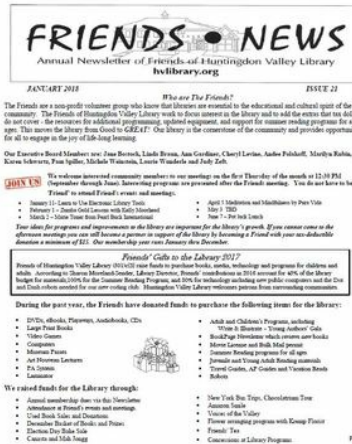 FRIENDS • NEWS
Annual Newsletter of Friends of Huntingdon Valley Library
hvlibrary.org
JANUARY 2018 ISSUE 21
Who are The Friends?
The Friends are a non-profit volunteer group who know that libraries are essential to the educational and cultural spirit of the
community. The Friends of Huntingdon Valley Library work to focus interest in the library and to add the extras that tax dol
do not cover - the resources for additional programming, updated equipment, and support for summer reading programs for a
ages. This moves the library from Good to GREAT! Our library is the cornerstone of the community and provides opportun
for all to engage in the joy of life-long learning.
Our Executive Board Members are: Jane Bostock, Linda Braun, Ann Gardiner, Cheryl Levine, Andee Polshoff, Marilyn Rubin,
Karen Schwartz, Pam Spiller, Michele Weinstein, Laurie Wunderle and Judy Zeft.
JOIN US
We welcome interested community members to our meetings on the first Thursday of the month at 12:30 PM
(September through June). Interesting programs are presented after the Friends meeting. You do not have to be
'Friend' to attend Friend's events and meetings.
• January 11- Learn to Use Electronic Library Tools
• February 1 – Zombie Gold Lessons with Kelly Moreland
• March 1 – Marie Toner from Pearl Buck International
• April 5 Meditation and Mindfulness by Pure Vida
• May 3 TBD
• June 7 – Pot luck Lunch
Your ideas for programs and improvements to the library are important for the library's growth. If you cannot come to the
afternoon meetings you can still become a partner in support of the library by becoming a Friend with your tax-deductible
donation a minimum of $15. Our membership year runs January thru December.
Friends' Gifts to the Library 2017
Friends of Huntingdon Valley Library will raise funds to purchase books, media, technology and programs for children and
adults. According to Sharon Moreland-Sender, Library Director, Friends' contributions in 2018 account for 40% of the library
budget for materials, 100% for the Summer Reading Program, and 50% for technology including new public computers and the Dot
and Dash robots needed for our new coding club. Huntingdon Valley Library welcomes patrons from surrounding communities.
During the past year, the Friends have donated funds to purchase the following items for the library:
• DVDs, eBooks, Playaways, Audiobooks, CDs
• Large Print Books
• Video Games
• Computers
• Museum Passes
• Art Nouveau Lectures
• PA System
• Laminator
• Adult and Children's Programs, including
Write & Illustrate – Young Authors' Gala
• BookPage Newsletter which reviews new books
• Movie License and Bulk Mail permit
• Summer Reading programs for all ages
• Juvenile and Young Adult Reading materials
• Travel Guides, AP Guides and Vacation Reads
• Robots
We raised funds for the Library through:
• Annual membership dues via this Newsletter
• Attendance at Friend's events and meetings
• Used Book Sales and Donations
• December Basket of Books and Prizes
• Election Day Bake Sale
• Canasta and Mah Jongg
• New York Bus Trip, Chocolatetown Tour
• Amazon Smile
• Voices of the Valley
• Flower arranging program with Kremp Florist
• Friends' Tea
• Concessions at Library Programs